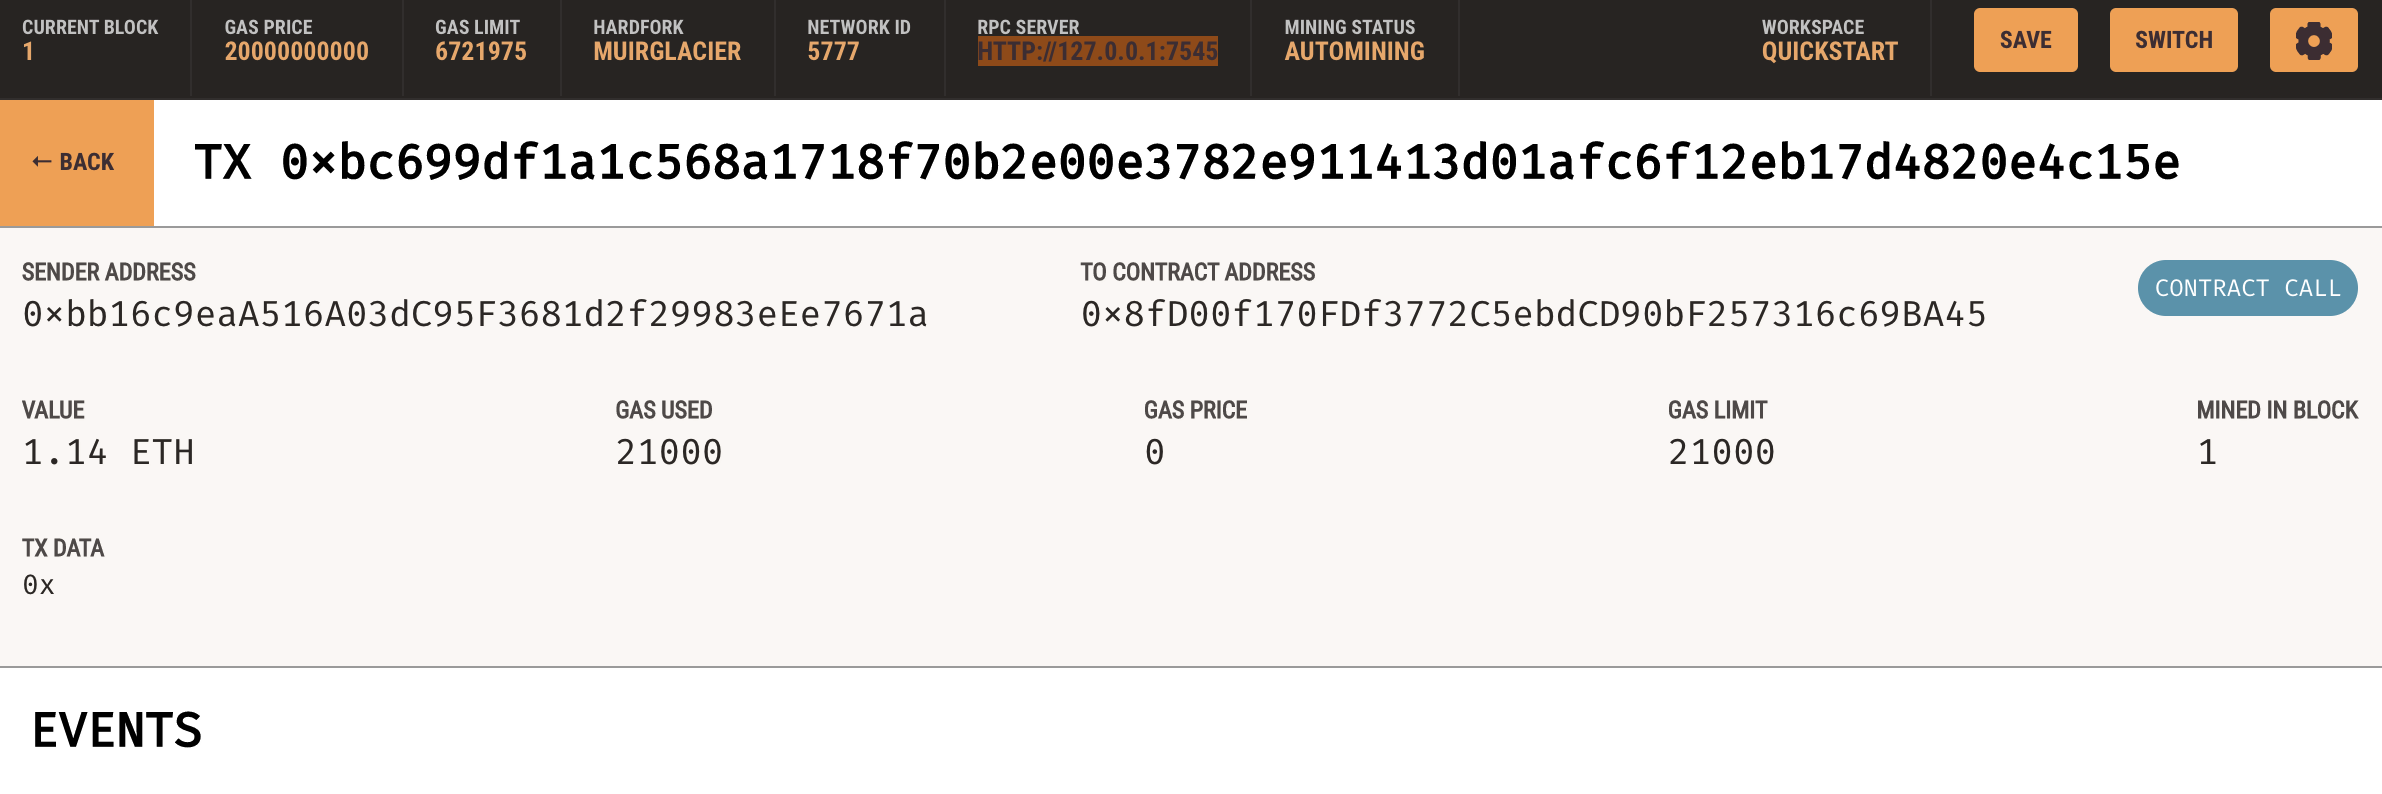 CURRENT BLOCK GAS PRICE GAS LIMIT HARDFORK NETWORK ID RPC SERVER MINING STATUS WORKSPACE
1 20000000000 6721975 MUIRGLACIER 5777 HTTP://127.0.0.1:7545 AUTOMINING QUICKSTART SAVE SWITCH
← BACK TX 0×bc699df1a1c568a1718f70b2e00e3782e911413d01afc6f12eb17d4820e4c15e
SENDER ADDRESS TO CONTRACT ADDRESS
0×bb16c9eaA516A03dC95F3681d2f29983eEe7671a 0×8fD00f170FDf3772C5ebdCD90bF257316c69BA45 CONTRACT CALL
VALUE GAS USED GAS PRICE GAS LIMIT MINED IN BLOCK
1.14 ETH 21000 0 21000 1
TX DATA
0x
EVENTS